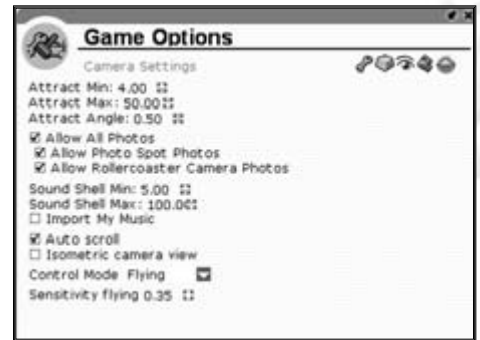 Game Options
Camera Settings
Attract Min: 4.00
Attract Max: 50.00
Attract Angle: 0.50
Allow All Photos
Allow Photo Spot Photos
Allow Rollercoaster Camera Photos
Sound Shell Min: 5.00
Sound Shell Max: 100.00
Import My Music
Auto scroll
Isometric camera view
Control Mode Flying
Sensitivity flying 0.35